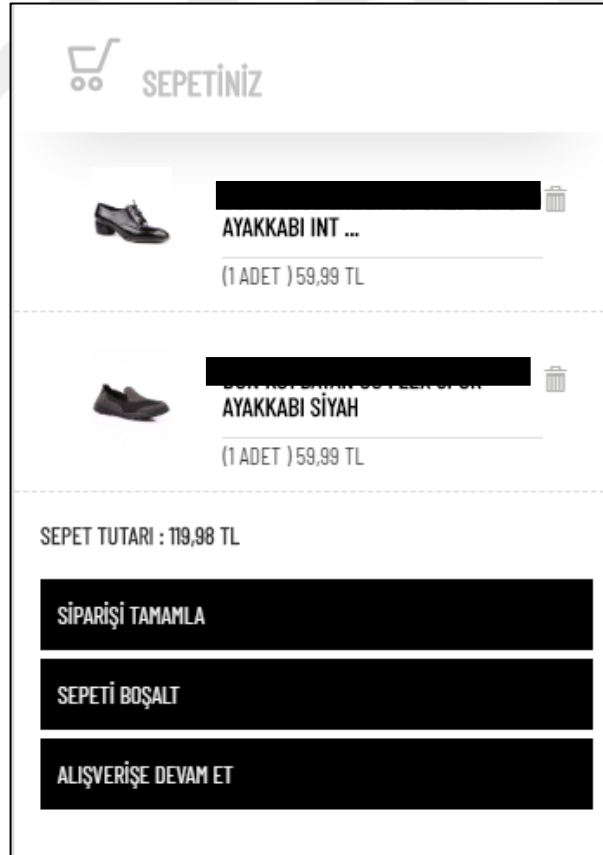 SEPETİNİZ
AYAKKABI INT ...
(1 ADET ) 59,99 TL
AYAKKABI SİYAH
(1 ADET ) 59,99 TL
SEPET TUTARI : 119,98 TL
SİPARİŞİ TAMAMLA
SEPETİ BOŞALT
ALIŞVERİŞE DEVAM ET